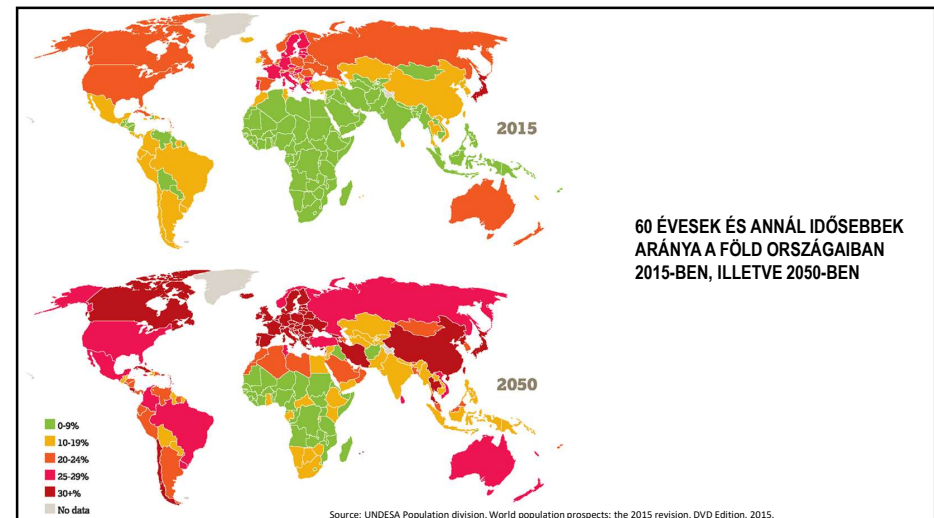 2015
60 ÉVESEK ÉS ANNÁL IDŐSEBBEK
ARÁNYA A FÖLD ORSZÁGAIBAN
2015-BEN, ILLETVE 2050-BEN
2050
0-9%
10-19%
20-24%
25-29%
30+%
No data
Source: UNDESA Population division, World population prospects: the 2015 revision, DVD Edition, 2015.